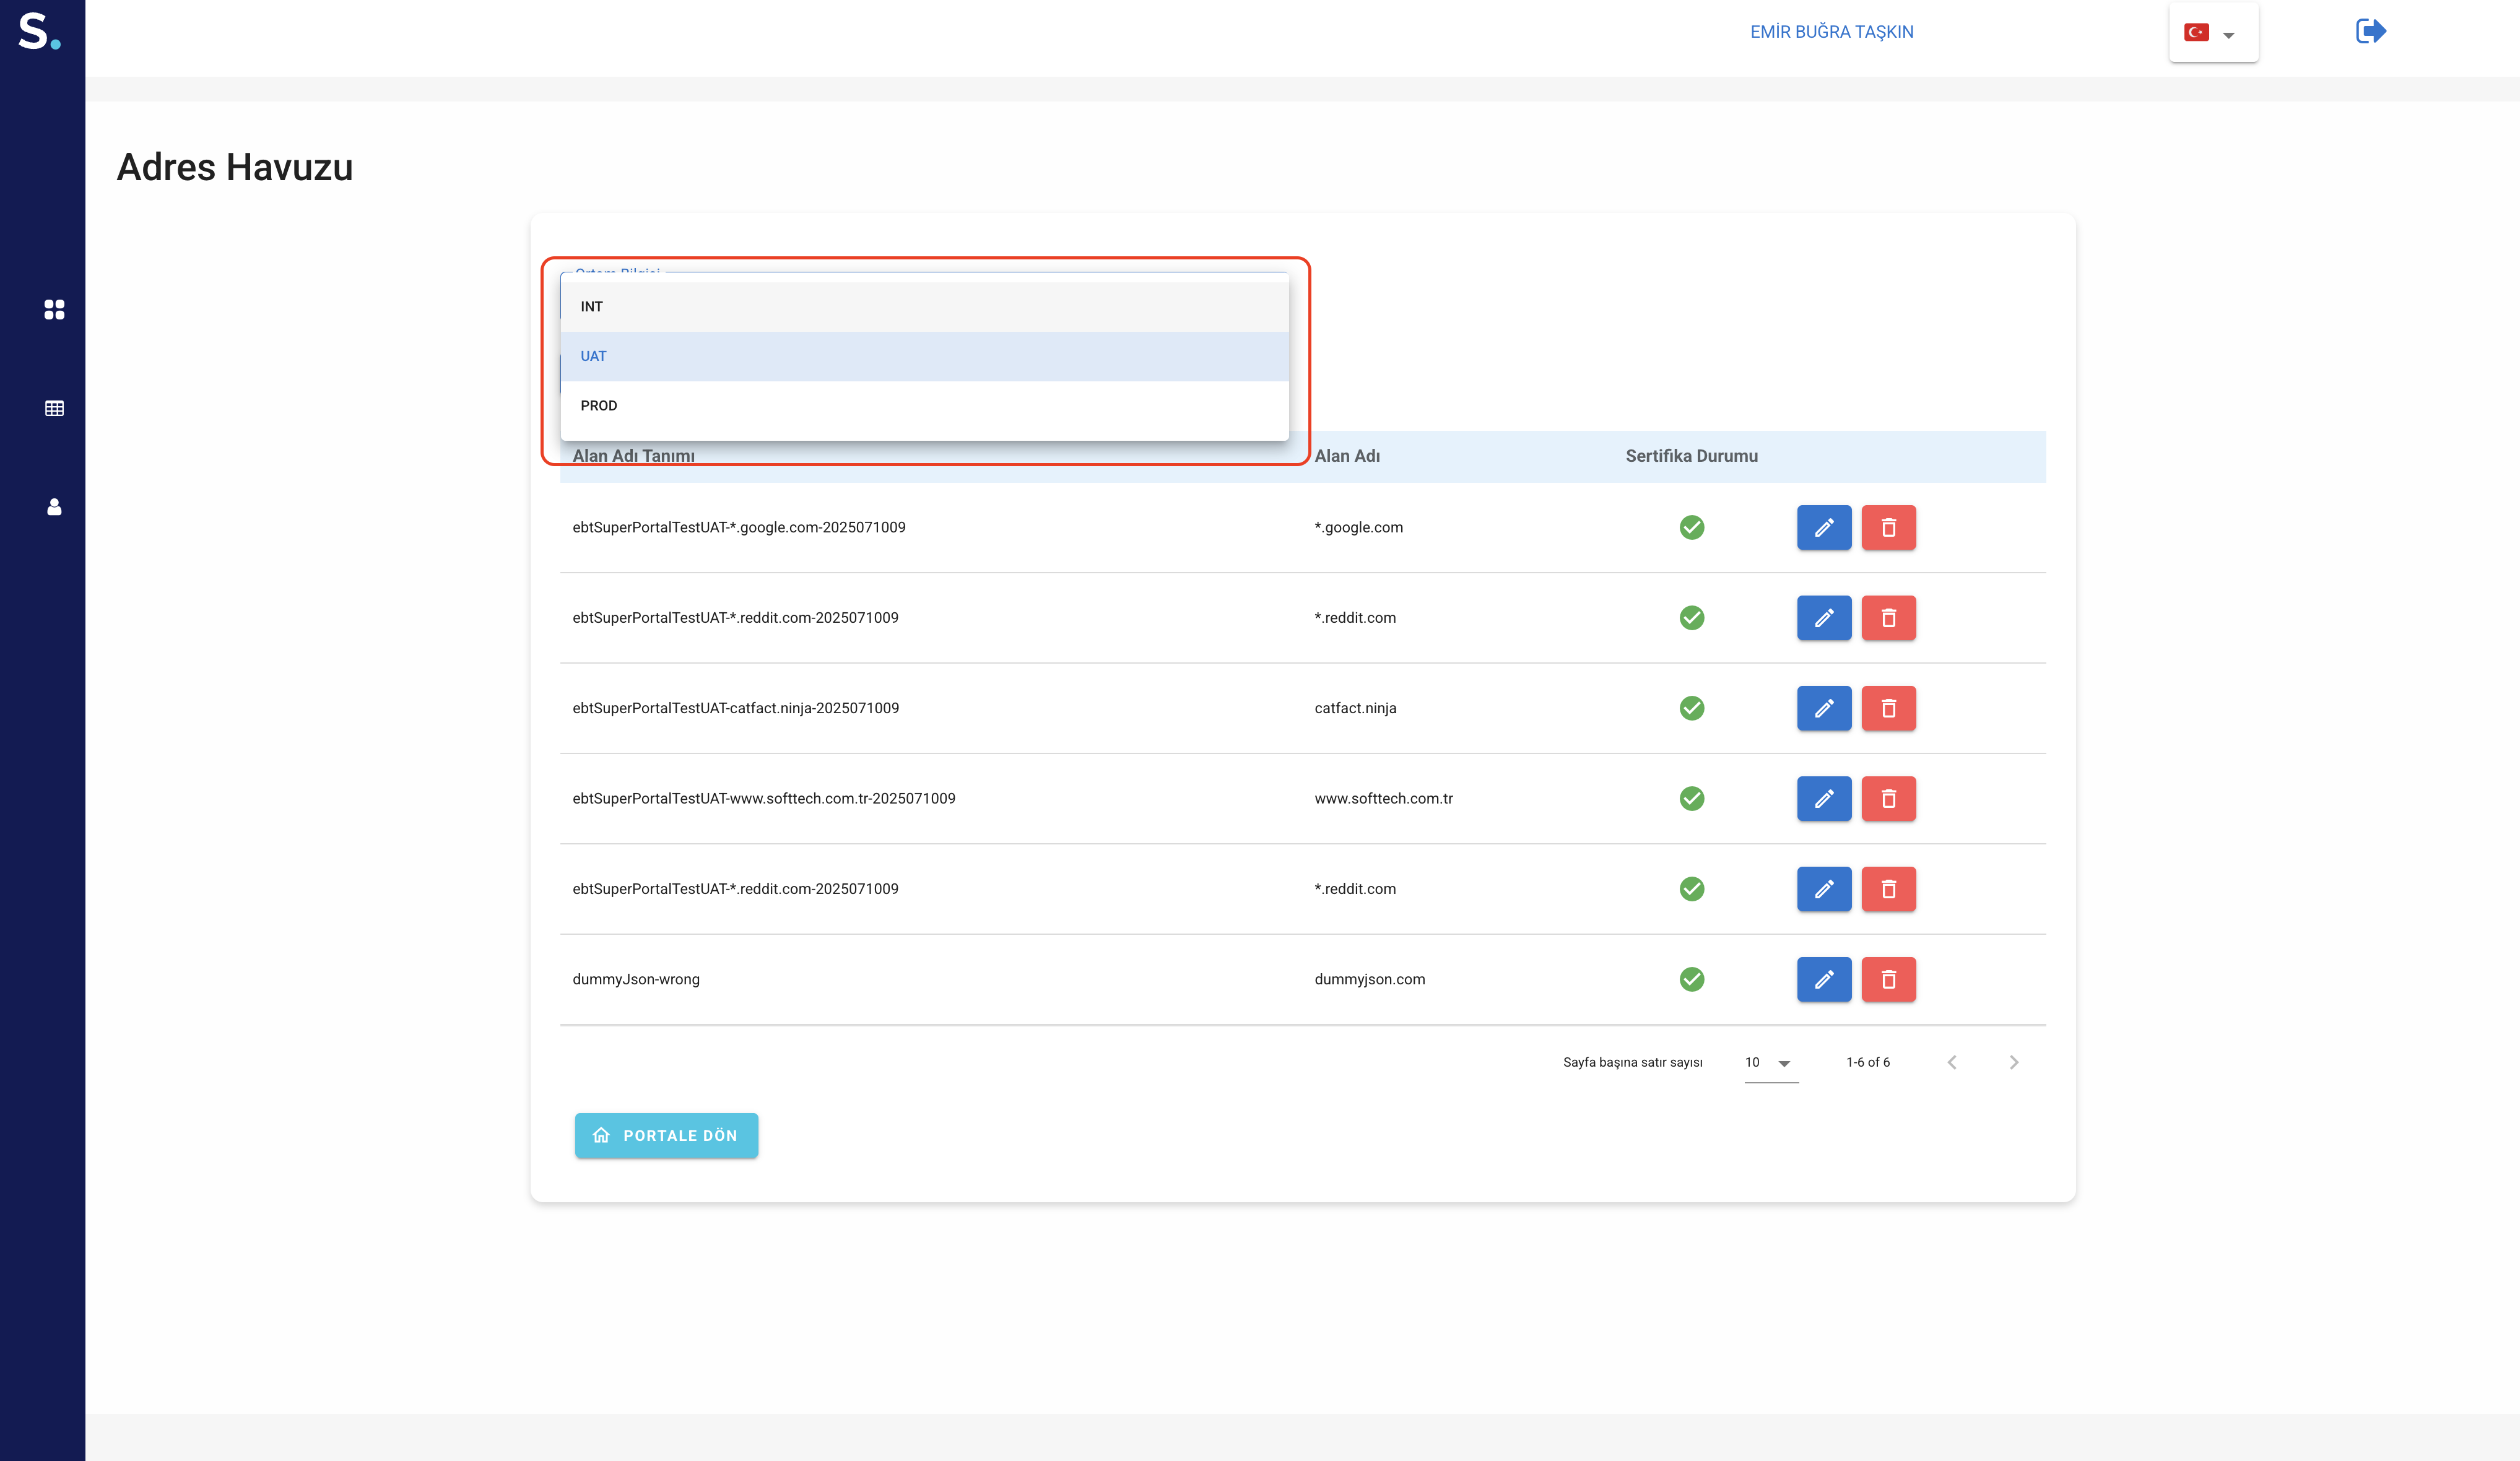 S.
EMİR BUĞRA TAŞKIN
Adres Havuzu
Ortam Bilgisi
INT
UAT
PROD
Alan Adı Tanımı Alan Adı Sertifika Durumu
ebtSuperPortalTestUAT-*.google.com-2025071009 *.google.com
ebtSuperPortalTestUAT-*.reddit.com-2025071009 *.reddit.com
ebtSuperPortalTestUAT-catfact.ninja-2025071009 catfact.ninja
ebtSuperPortalTestUAT-www.softtech.com.tr-2025071009 www.softtech.com.tr
ebtSuperPortalTestUAT-*.reddit.com-2025071009 *.reddit.com
dummyJson-wrong dummyjson.com
Sayfa başına satır sayısı 10 1-6 of 6
PORTALE DÖN